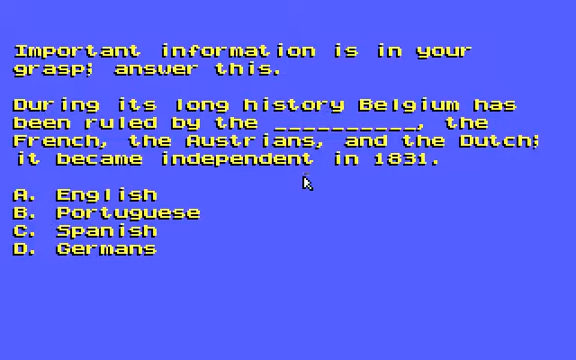 Important information is in your
grasp; answer this.
During its long history Belgium has
been ruled by the __________, the
French, the Austrians, and the Dutch;
it became independent in 1831.
A. English
B. Portuguese
C. Spanish
D. Germans